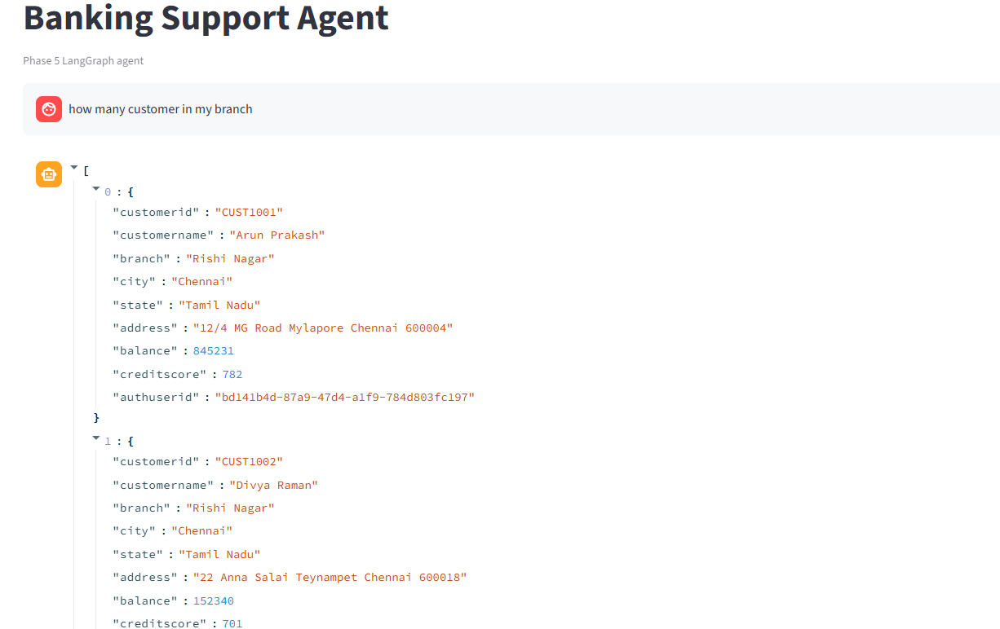 Banking Support Agent
Phase 5 LangGraph agent
how many customer in my branch
[
0 : {
"customerid" : "CUST1001"
"customername" : "Arun Prakash"
"branch" : "Rishi Nagar"
"city" : "Chennai"
"state" : "Tamil Nadu"
"address" : "12/4 MG Road Mylapore Chennai 600004"
"balance" : 845231
"creditscore" : 782
"authuserid" : "bd141b4d-87a9-47d4-a1f9-784d803fc197"
}
1 : {
"customerid" : "CUST1002"
"customername" : "Divya Raman"
"branch" : "Rishi Nagar"
"city" : "Chennai"
"state" : "Tamil Nadu"
"address" : "22 Anna Salai Teynampet Chennai 600018"
"balance" : 152340
"creditscore" : 701